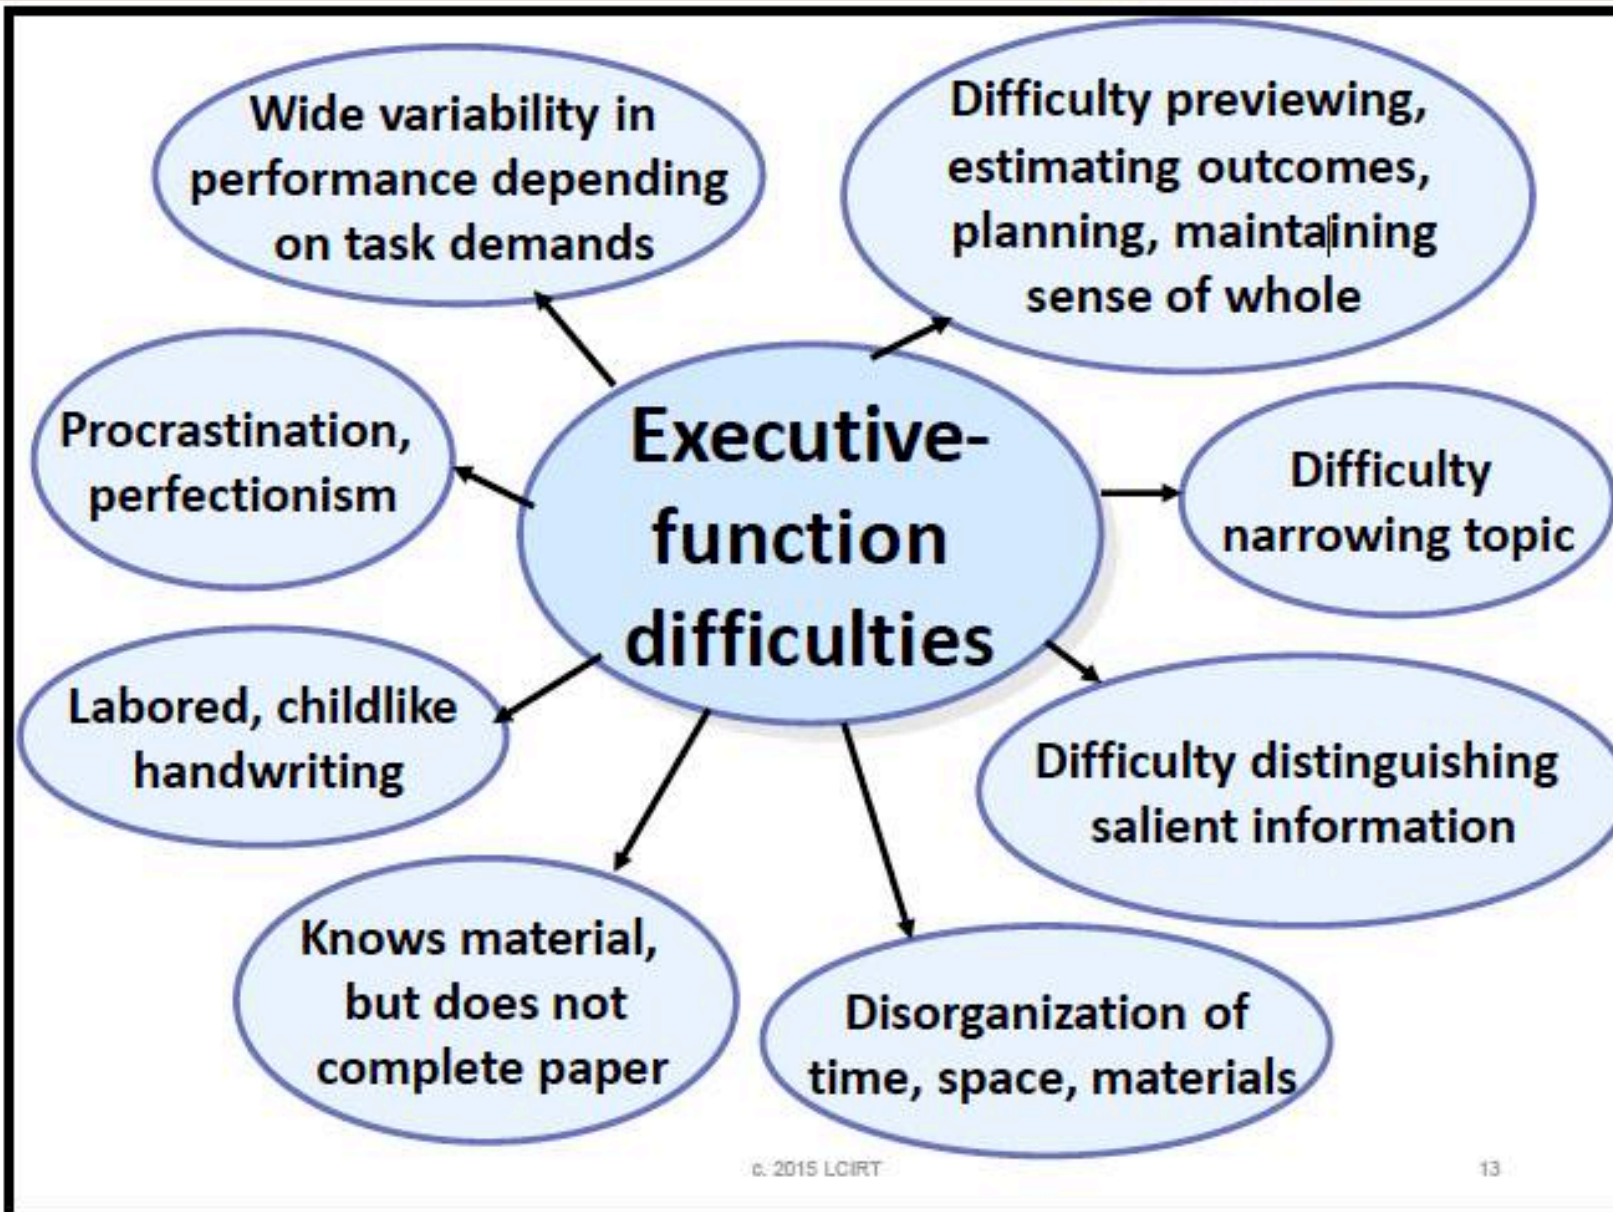 Wide variability in
performance depending
on task demands
Difficulty previewing,
estimating outcomes,
planning, maintaining
sense of whole
Procrastination,
perfectionism
Executive-
function
difficulties
Difficulty
narrowing topic
Labored, childlike
handwriting
Difficulty distinguishing
salient information
Knows material,
but does not
complete paper
Disorganization of
time, space, materials
c. 2015 LCIRT
13